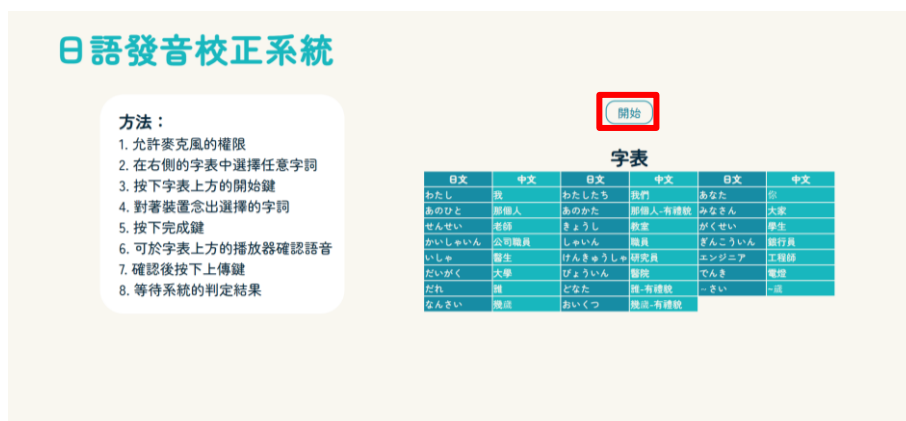 日語發音校正系統
方法：
1. 允許麥克風的權限
2. 在右側的字表中選擇任意字詞
3. 按下字表上方的開始鍵
4. 對著裝置念出選擇的字詞
5. 按下完成鍵
6. 可於字表上方的播放器確認語音
7. 確認後按下上傳鍵
8. 等待系統的判定結果
開始
字表
日文 中文 日文 中文 日文 中文
わたし 我 わたしたち 我們 あなた 你
あのひと 那個人 あのかた 那個人-有禮貌 みなさん 大家
せんせい 老師 きょうし 教室 がくせい 學生
かいしゃいん 公司職員 しゃいん 職員 ぎんこういん 銀行員
いしゃ 醫生 けんきゅうしゃ 研究員 エンジニア 工程師
だいがく 大學 びょういん 醫院 でんき 電燈
だれ 誰 どなた 誰-有禮貌 ~さい ~歲
なんさい 幾歲 おいくつ 幾歲-有禮貌